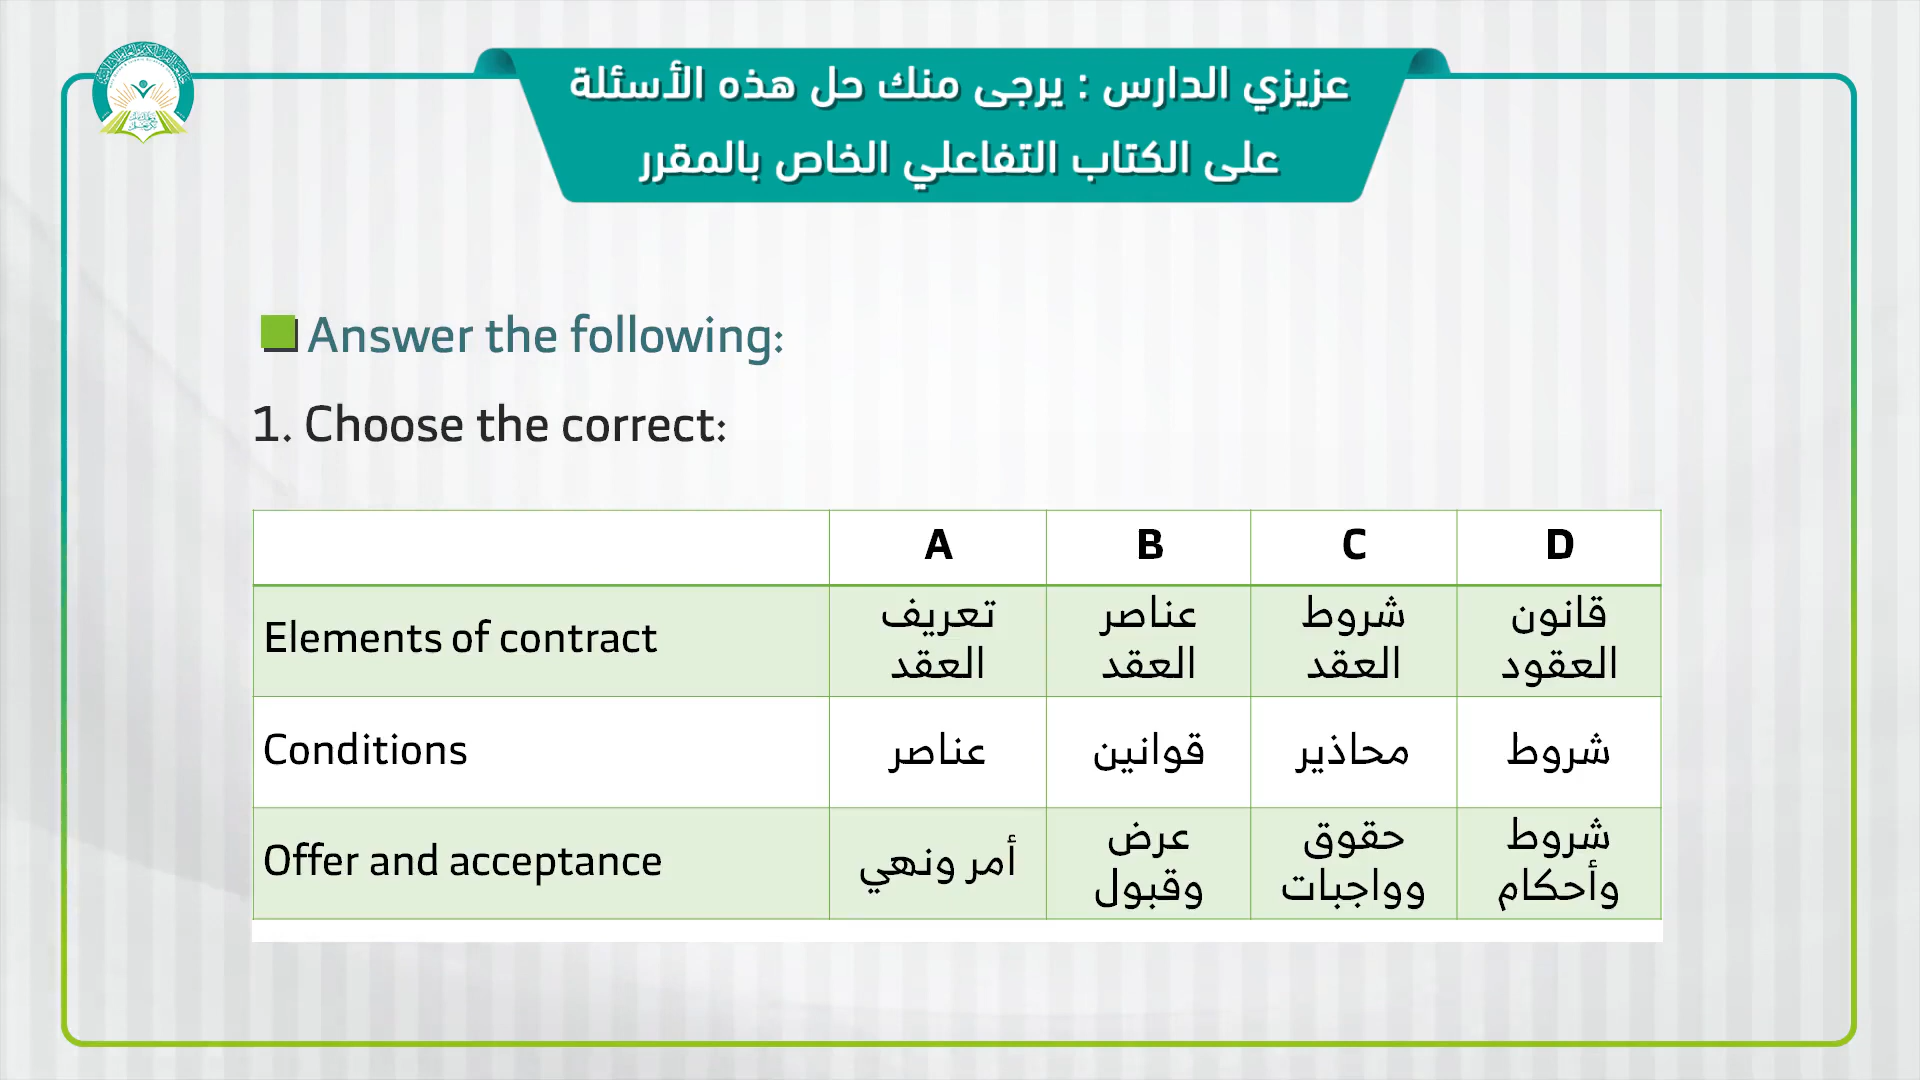 عزيزي الدارس : يرجى منك حل هذه الأسئلة
على الكتاب التفاعلي الخاص بالمقرر
Answer the following:
1. Choose the correct:
A B C D
Elements of contract تعريف العقد عناصر العقد شروط العقد قانون العقود
Conditions عناصر قوانين محاذير شروط
Offer and acceptance أمر ونهي عرض وقبول حقوق وواجبات شروط وأحكام